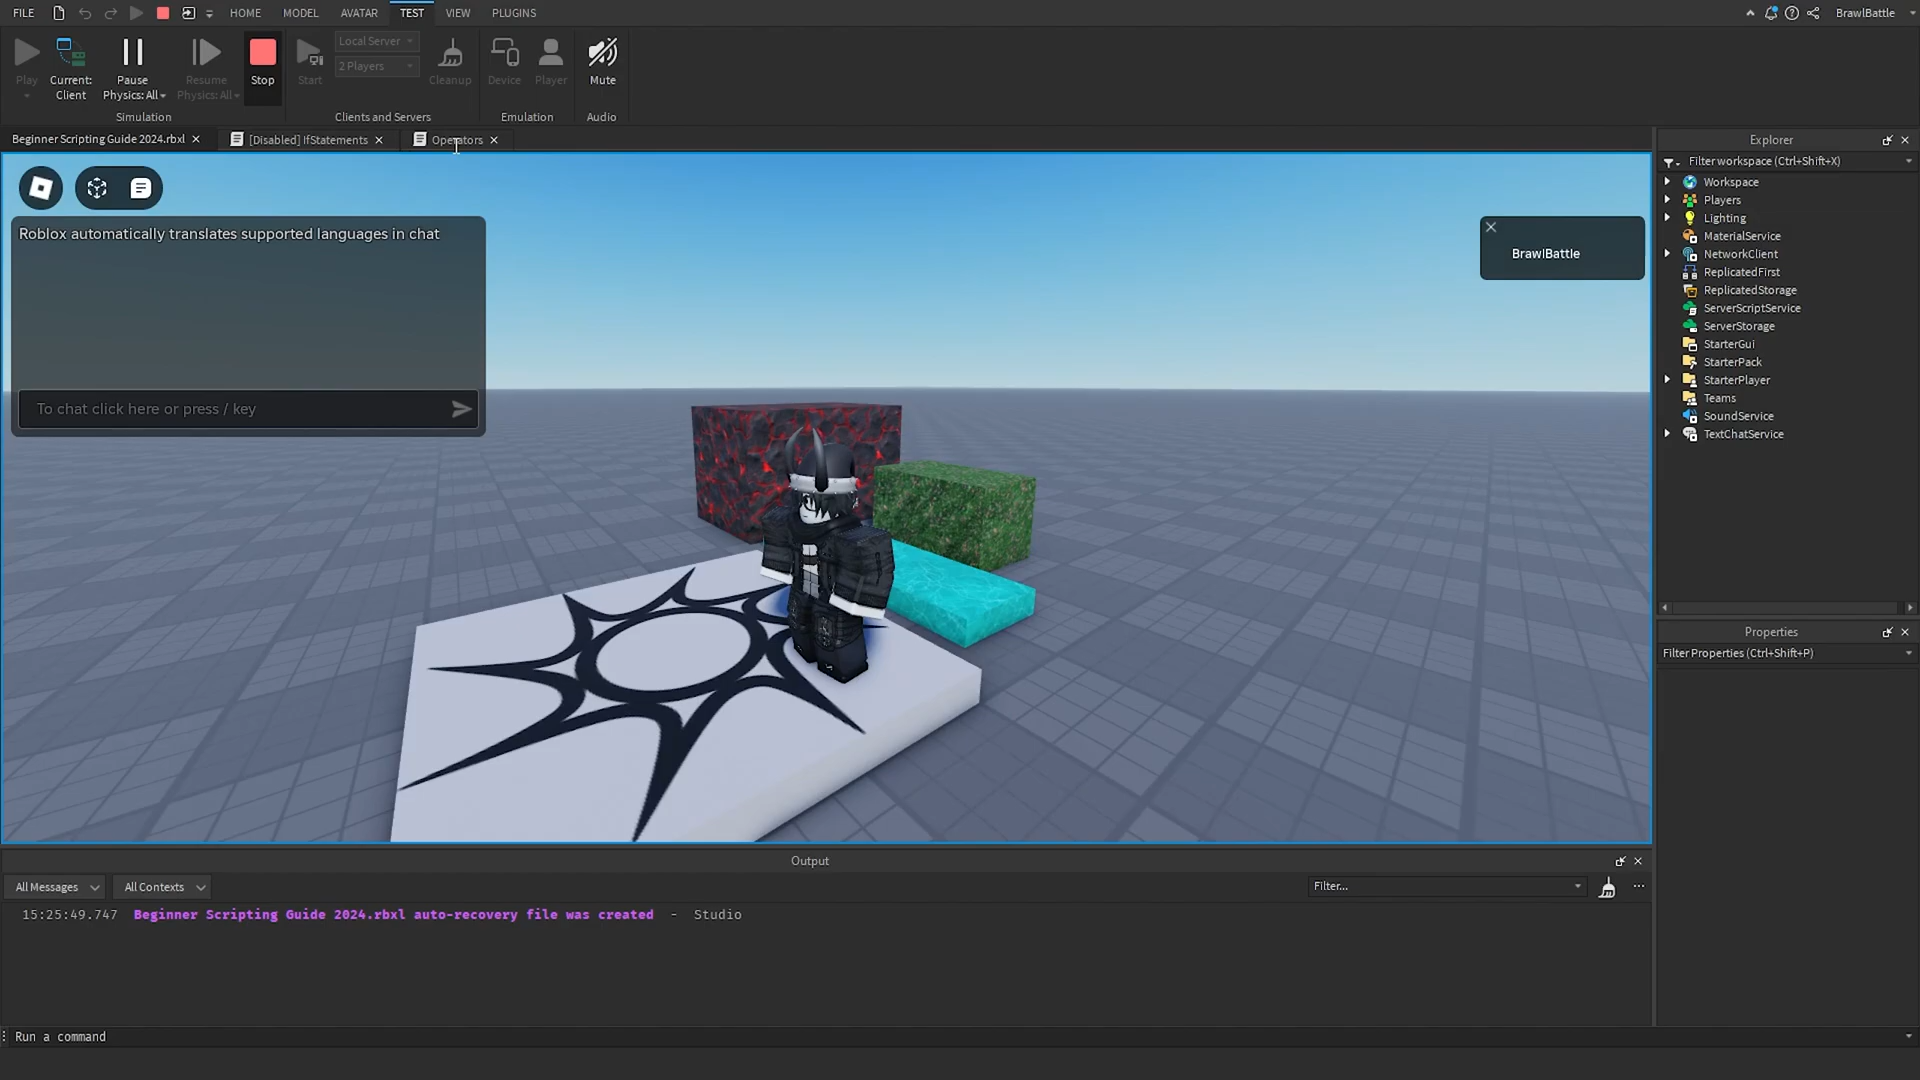 FILE HOME MODEL AVATAR TEST VIEW PLUGINS BrawlBattle
Play Current: Client Pause Physics: All Resume Physics: All Stop Start Local Server 2 Players Cleanup Device Player Mute
Simulation Clients and Servers Emulation Audio
Beginner Scripting Guide 2024.rbxl [Disabled] IfStatements Operators
Roblox automatically translates supported languages in chat
To chat click here or press / key
BrawlBattle
Explorer
Filter workspace (Ctrl+Shift+X)
Workspace
Players
Lighting
MaterialService
NetworkClient
ReplicatedFirst
ReplicatedStorage
ServerScriptService
ServerStorage
StarterGui
StarterPack
StarterPlayer
Teams
SoundService
TextChatService
Properties
Filter Properties (Ctrl+Shift+P)
Output
All Messages All Contexts Filter...
15:25:49.747 Beginner Scripting Guide 2024.rbxl auto-recovery file was created - Studio
Run a command